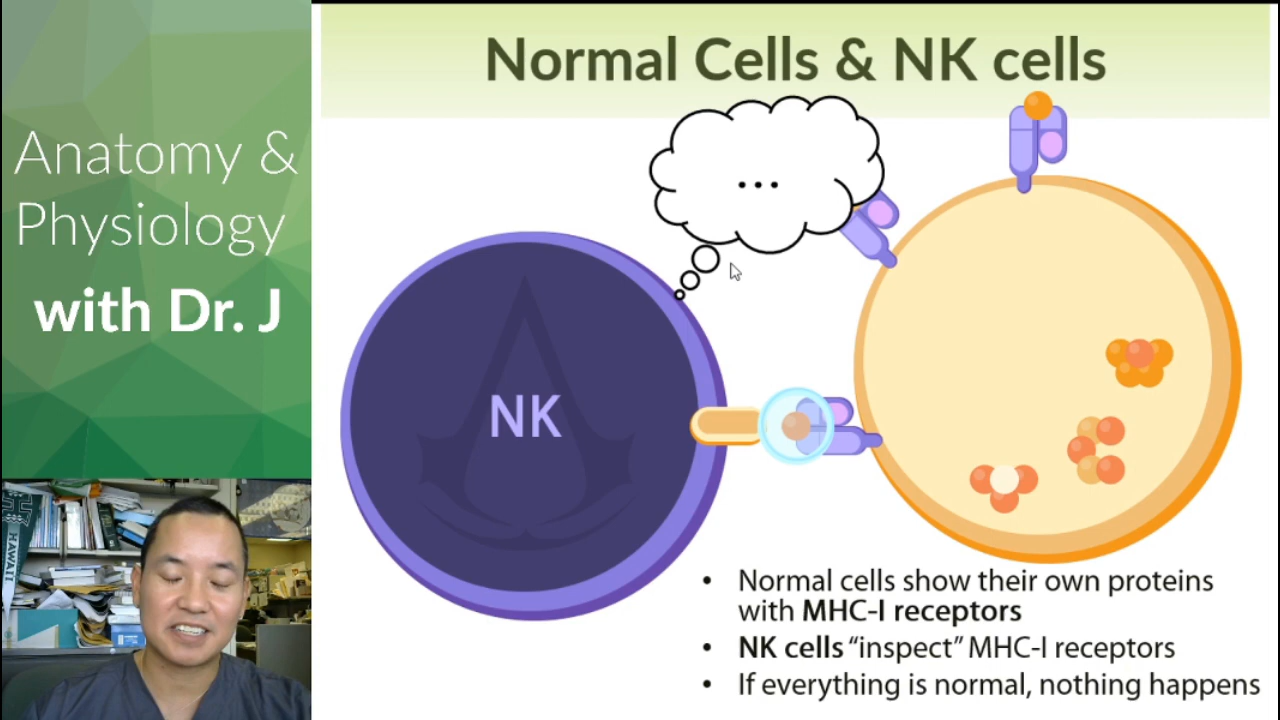 Anatomy &
Physiology
with Dr. J
Normal Cells & NK cells
...
NK
• Normal cells show their own proteins
with MHC-I receptors
• NK cells “inspect” MHC-I receptors
• If everything is normal, nothing happens
HAWAII